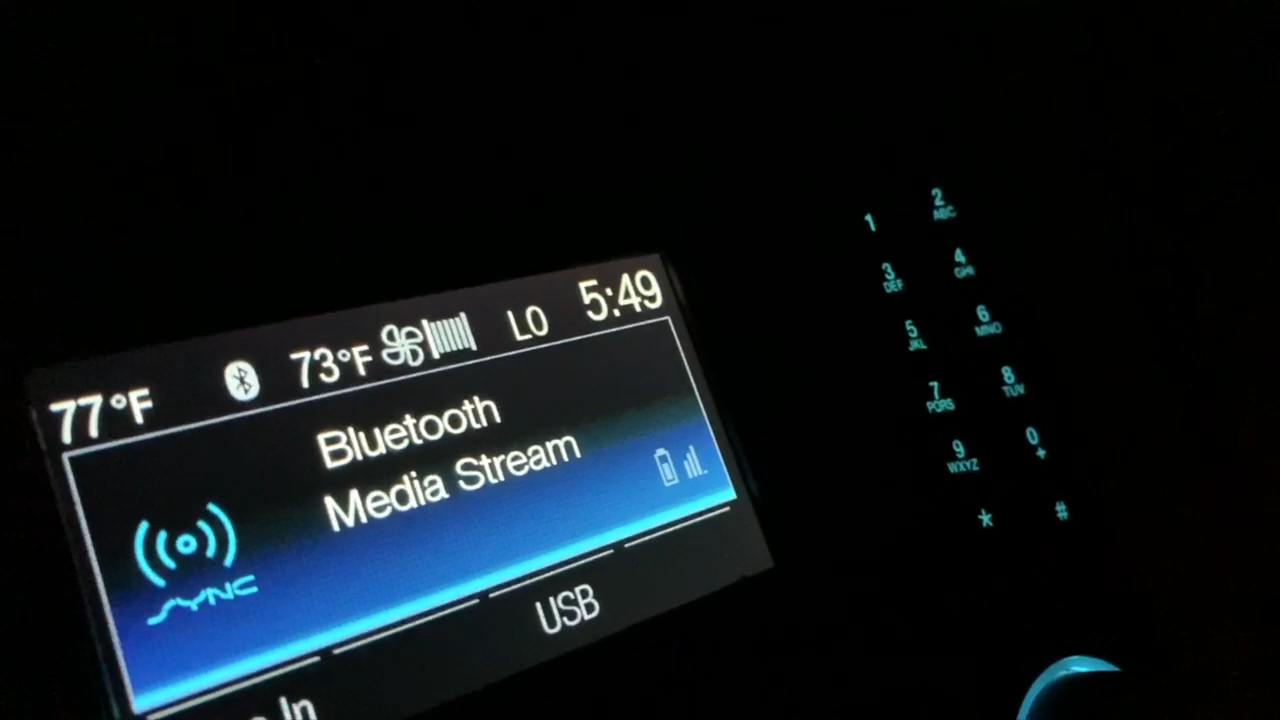 77°F 73°F LO 5:49
Bluetooth
Media Stream
SYNC
USB
In
1
2
ABC
3
DEF
4
GHI
5
JKL
6
MNO
7
PQRS
8
TUV
9
WXYZ
0
+
*
#